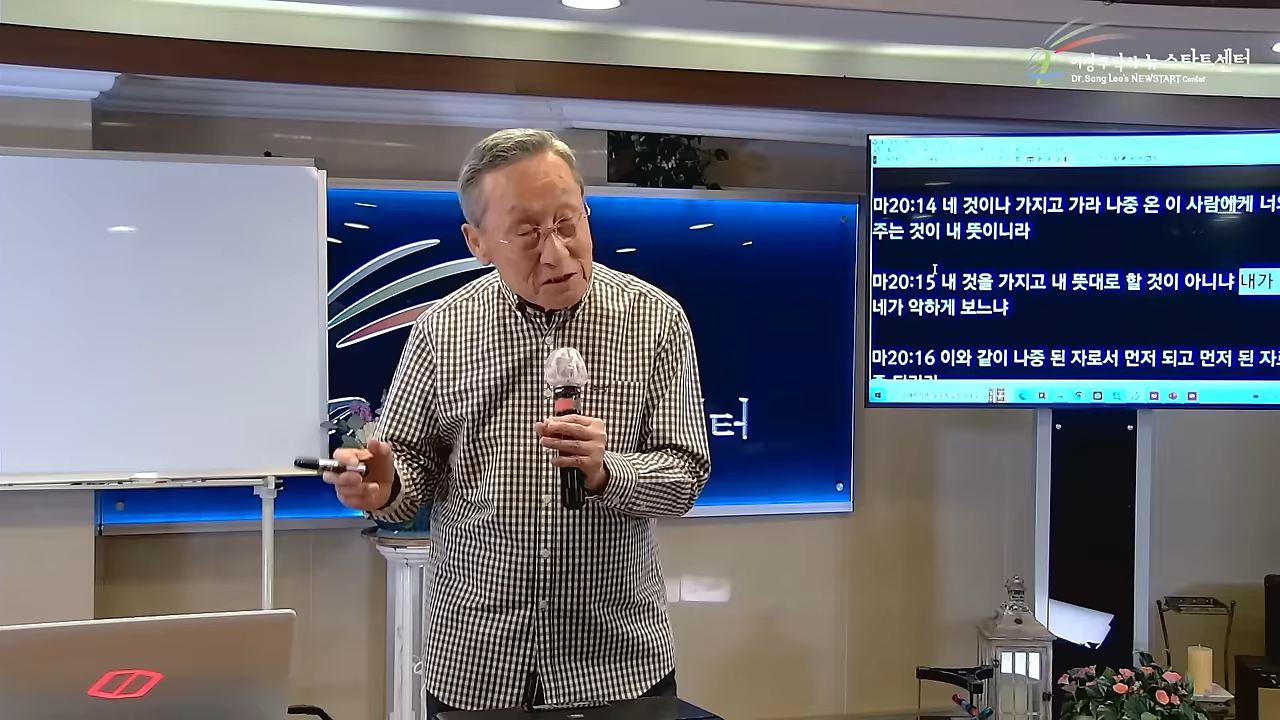 이상구박사 뉴스타트센터
Dr. Sang Lee's NEWSTART Center
마20:14 네 것이나 가지고 가라 나중 온 이 사람에게
주는 것이 내 뜻이니라
마20:15 내 것을 가지고 내 뜻대로 할 것이 아니냐 내가
네가 악하게 보느냐
마20:16 이와 같이 나중 된 자로서 먼저 되고 먼저 된
터